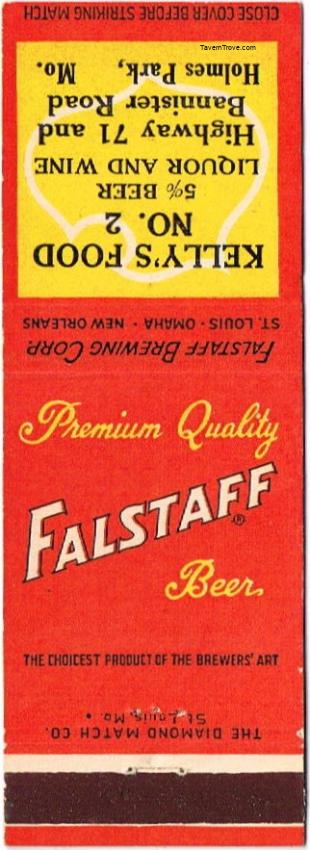 TavernTrove.com
CLOSE COVER BEFORE STRIKING MATCH
KELLY'S FOOD
NO. 2
5% BEER
LIQUOR AND WINE
Highway 71 and
Bannister Road
Holmes Park, Mo.
FALSTAFF BREWING CORP.
ST. LOUIS · OMAHA · NEW ORLEANS
Premium Quality
FALSTAFF®
Beer
THE CHOICEST PRODUCT OF THE BREWERS' ART
THE DIAMOND MATCH CO.
St. Louis, Mo.